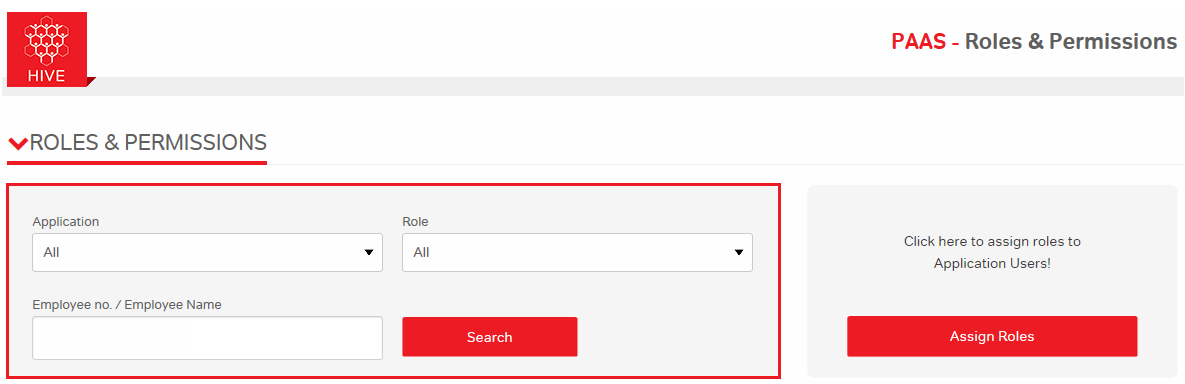 HIVE
PAAS - Roles & Permissions
ROLES & PERMISSIONS
Application
Role
All
All
Employee no. / Employee Name
Search
Click here to assign roles to
Application Users!
Assign Roles